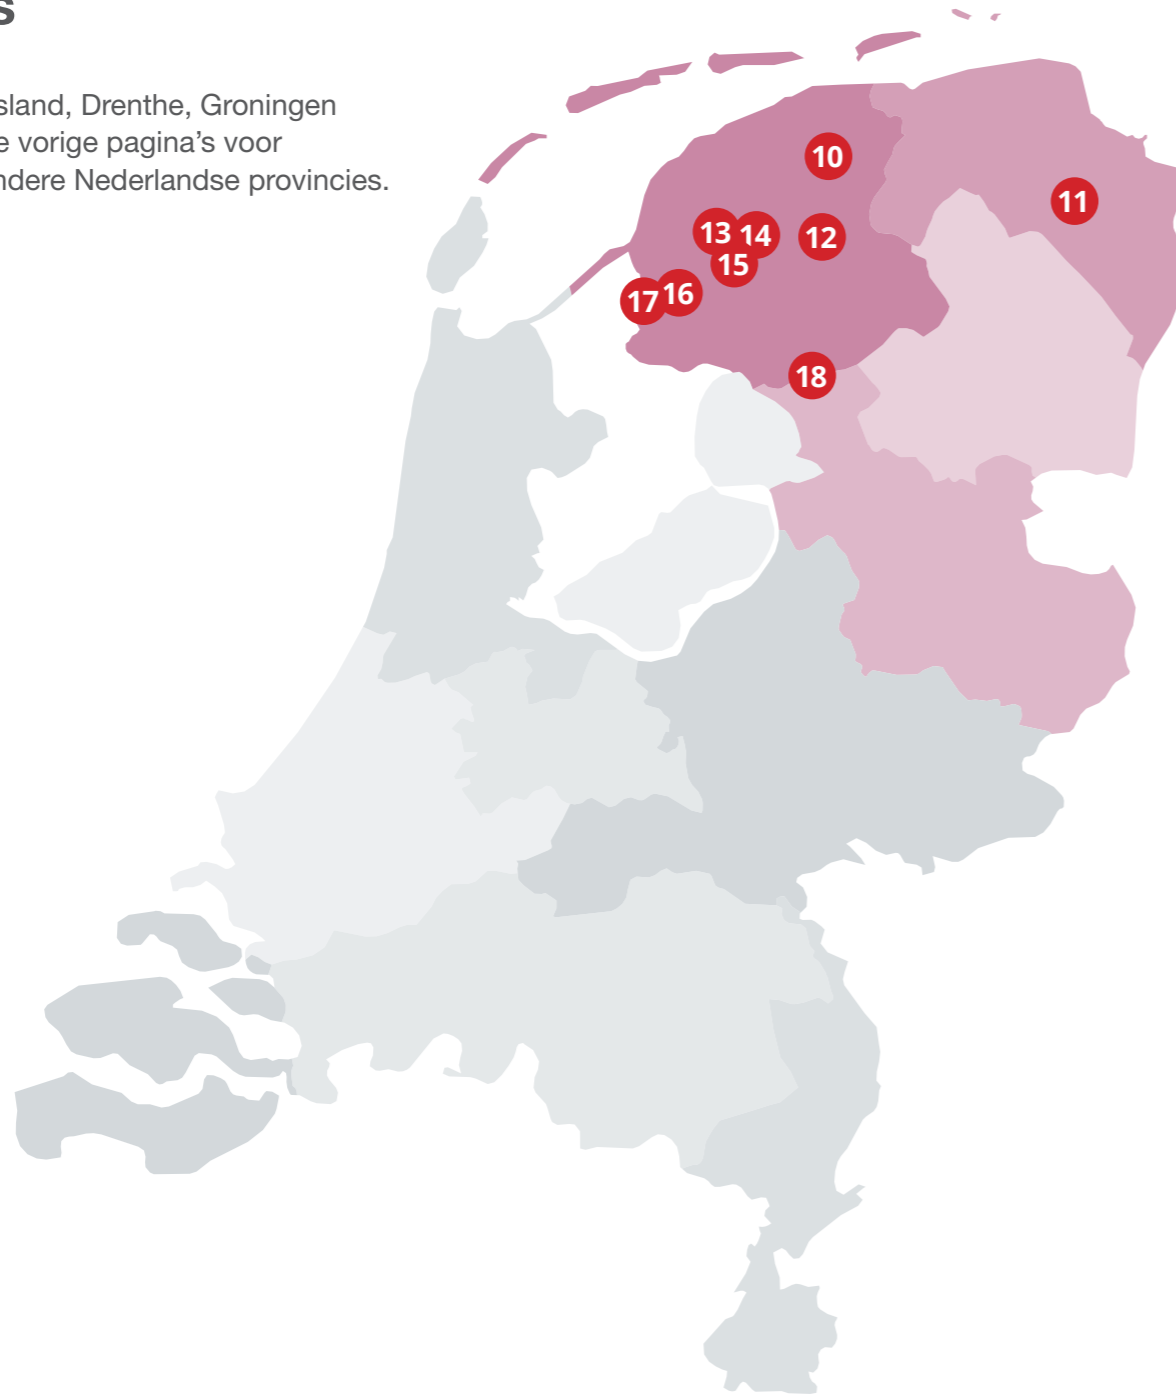 s
sland, Drenthe, Groningen
e vorige pagina's voor
ndere Nederlandse provincies.
10
11
13
14
12
15
17
16
18